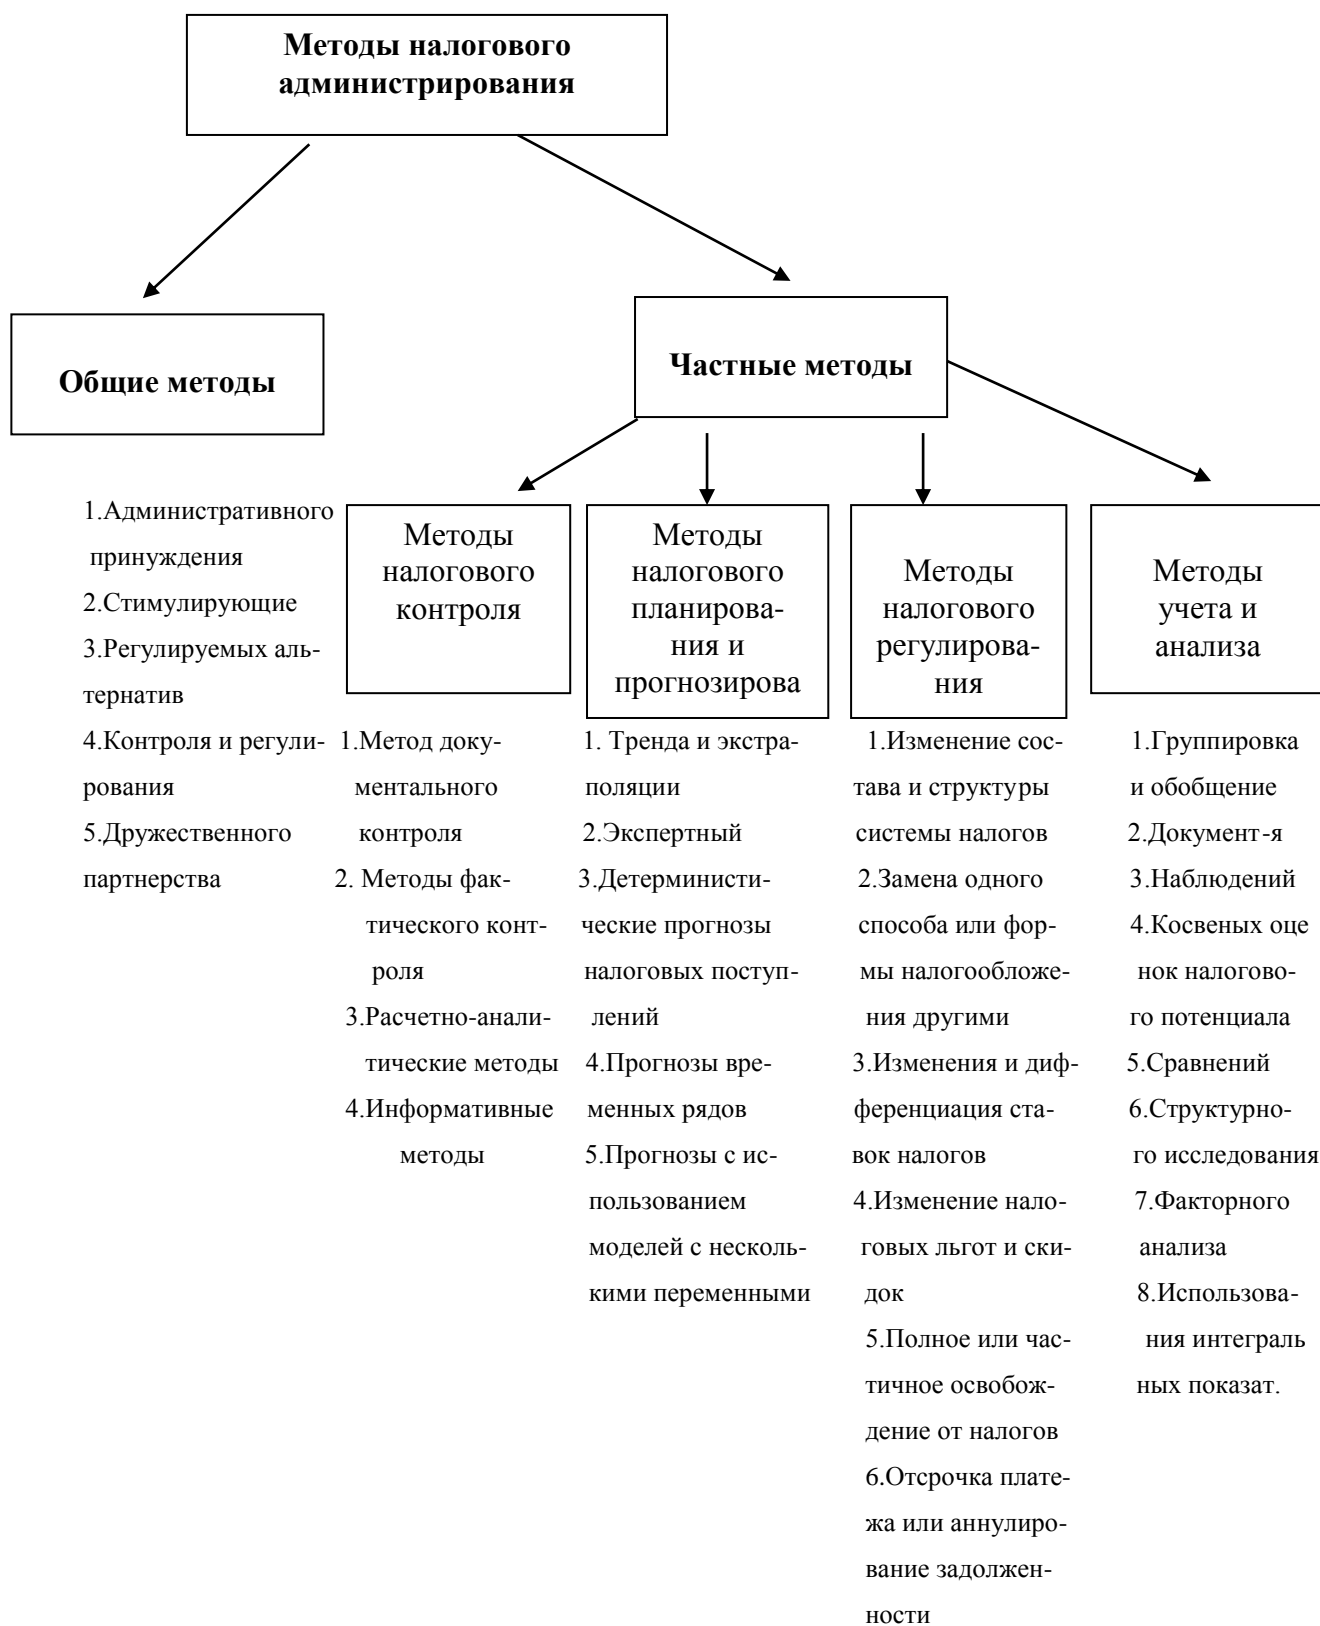 Методы налогового
администрирования
Общие методы
Частные методы
1.Административного
принуждения
2.Стимулирующие
3.Регулируемых аль-
тернатив
4.Контроля и регули-
рования
5.Дружественного
партнерства
Методы
налогового
контроля
1.Метод доку-
ментального
контроля
2. Методы фак-
тического конт-
роля
3.Расчетно-анали-
тические методы
4.Информативные
методы
Методы
налогового
планирова-
ния и
прогнозирова
1. Тренда и экстра-
поляции
2.Экспертный
3.Детерминисти-
ческие прогнозы
налоговых поступ-
лений
4.Прогнозы вре-
менных рядов
5.Прогнозы с ис-
пользованием
моделей с несколь-
кими переменными
Методы
налогового
регулирова-
ния
1.Изменение сос-
тава и структуры
системы налогов
2.Замена одного
способа или фор-
мы налогообложе-
ния другими
3.Изменения и диф-
ференциация ста-
вок налогов
4.Изменение нало-
говых льгот и ски-
док
5.Полное или час-
тичное освобож-
дение от налогов
6.Отсрочка плате-
жа или аннулиро-
вание задолжен-
ности
Методы
учета и
анализа
1.Группировка
и обобщение
2.Документ-я
3.Наблюдений
4.Косвеных оце
нок налогово-
го потенциала
5.Сравнений
6.Структурно-
го исследования
7.Факторного
анализа
8.Использова-
ния интеграль
ных показат.